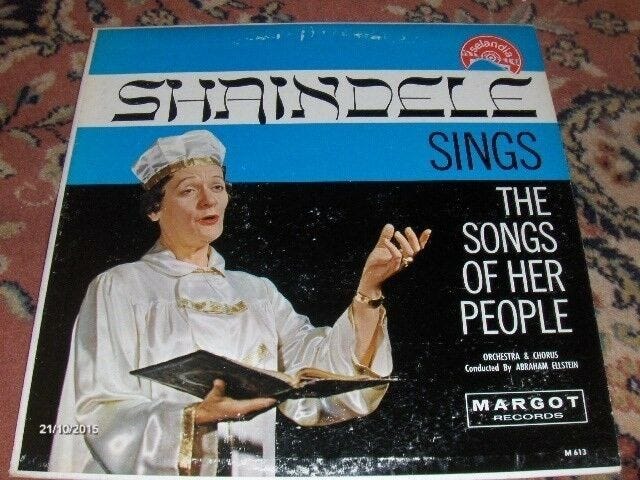 Iselandia
SHAINDELE
SINGS
THE
SONGS
OF HER
PEOPLE
ORCHESTRA & CHORUS
Conducted By ABRAHAM ELLSTEIN
MARGOT
RECORDS
M 613
21/10/2015